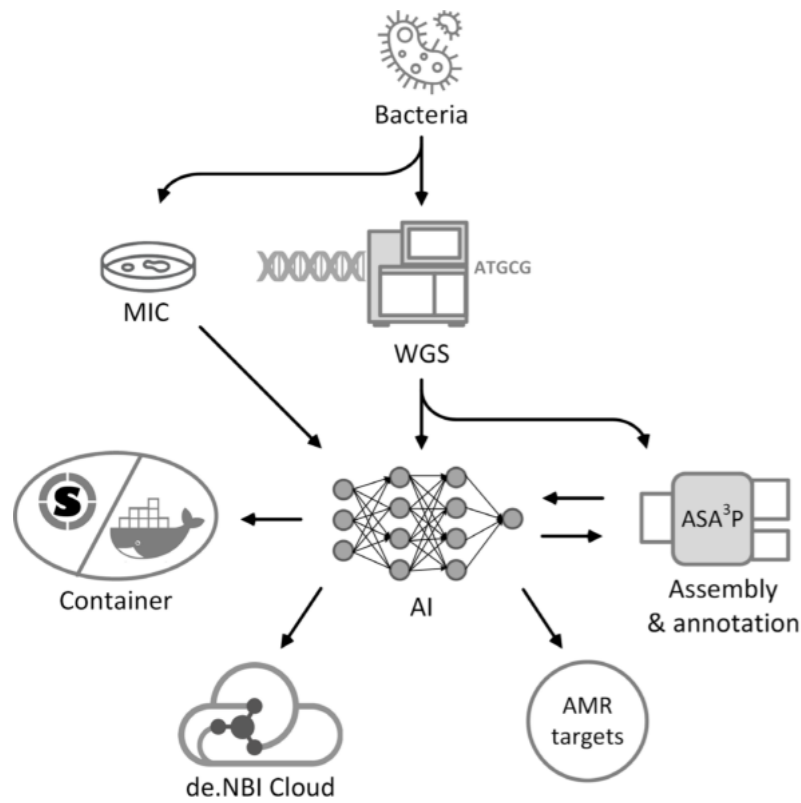 Bacteria
ATGCG
MIC
WGS
S
ASA³P
Container
AI
Assembly
& annotation
AMR
targets
de.NBI Cloud